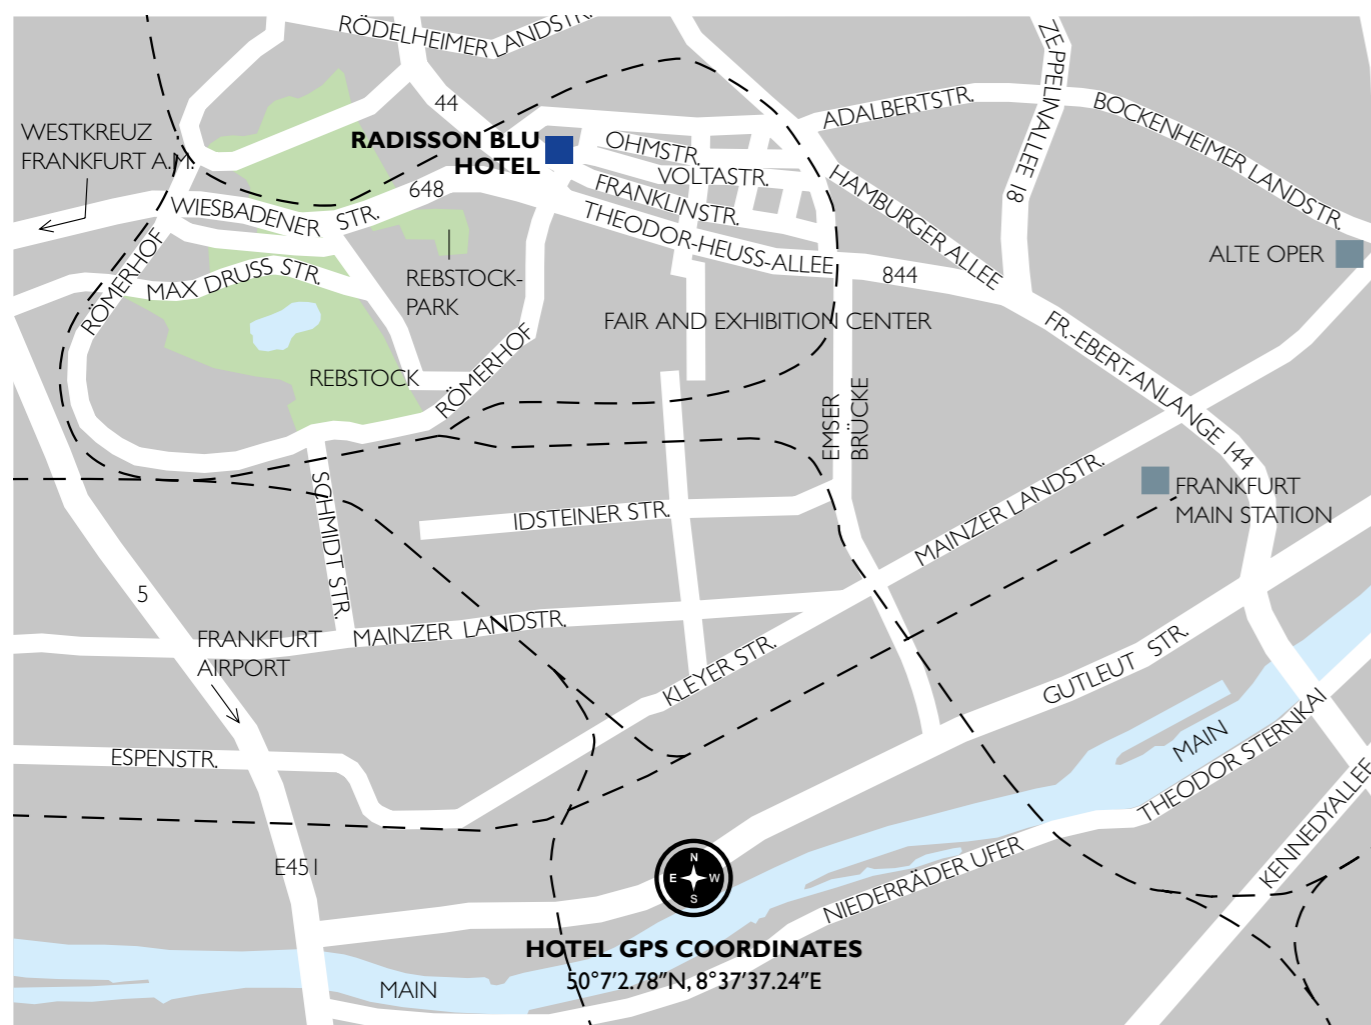 RÖDELHEIMER LANDSTR.
ZEPPELINALLEE 18
44
ADALBERTSTR.
BOCKENHEIMER LANDSTR.
WESTKREUZ
FRANKFURT A.M.
RADISSON BLU
HOTEL
OHMSTR.
VOLTASTR.
FRANKLINSTR.
HAMBURGER ALLEE
648
WIESBADENER STR.
THEODOR-HEUSS-ALLEE
844
ALTE OPER
RÖMERHOF
MAX DRUSS STR.
REBSTOCK-
PARK
FAIR AND EXHIBITION CENTER
FR.-EBERT-ANLANGE 144
REBSTOCK
RÖMERHOF
EMSER
BRÜCKE
SCHMIDT STR.
IDSTEINER STR.
MAINZER LANDSTR.
FRANKFURT
MAIN STATION
5
FRANKFURT
AIRPORT
MAINZER LANDSTR.
KLEYER STR.
GUTLEUT STR.
ESPENSTR.
MAIN
THEODOR STERNKAI
KENNEDYALLEE
E451
N
E W
S
NIEDERRÄDER UFER
HOTEL GPS COORDINATES
50°7'2.78"N, 8°37'37.24"E
MAIN